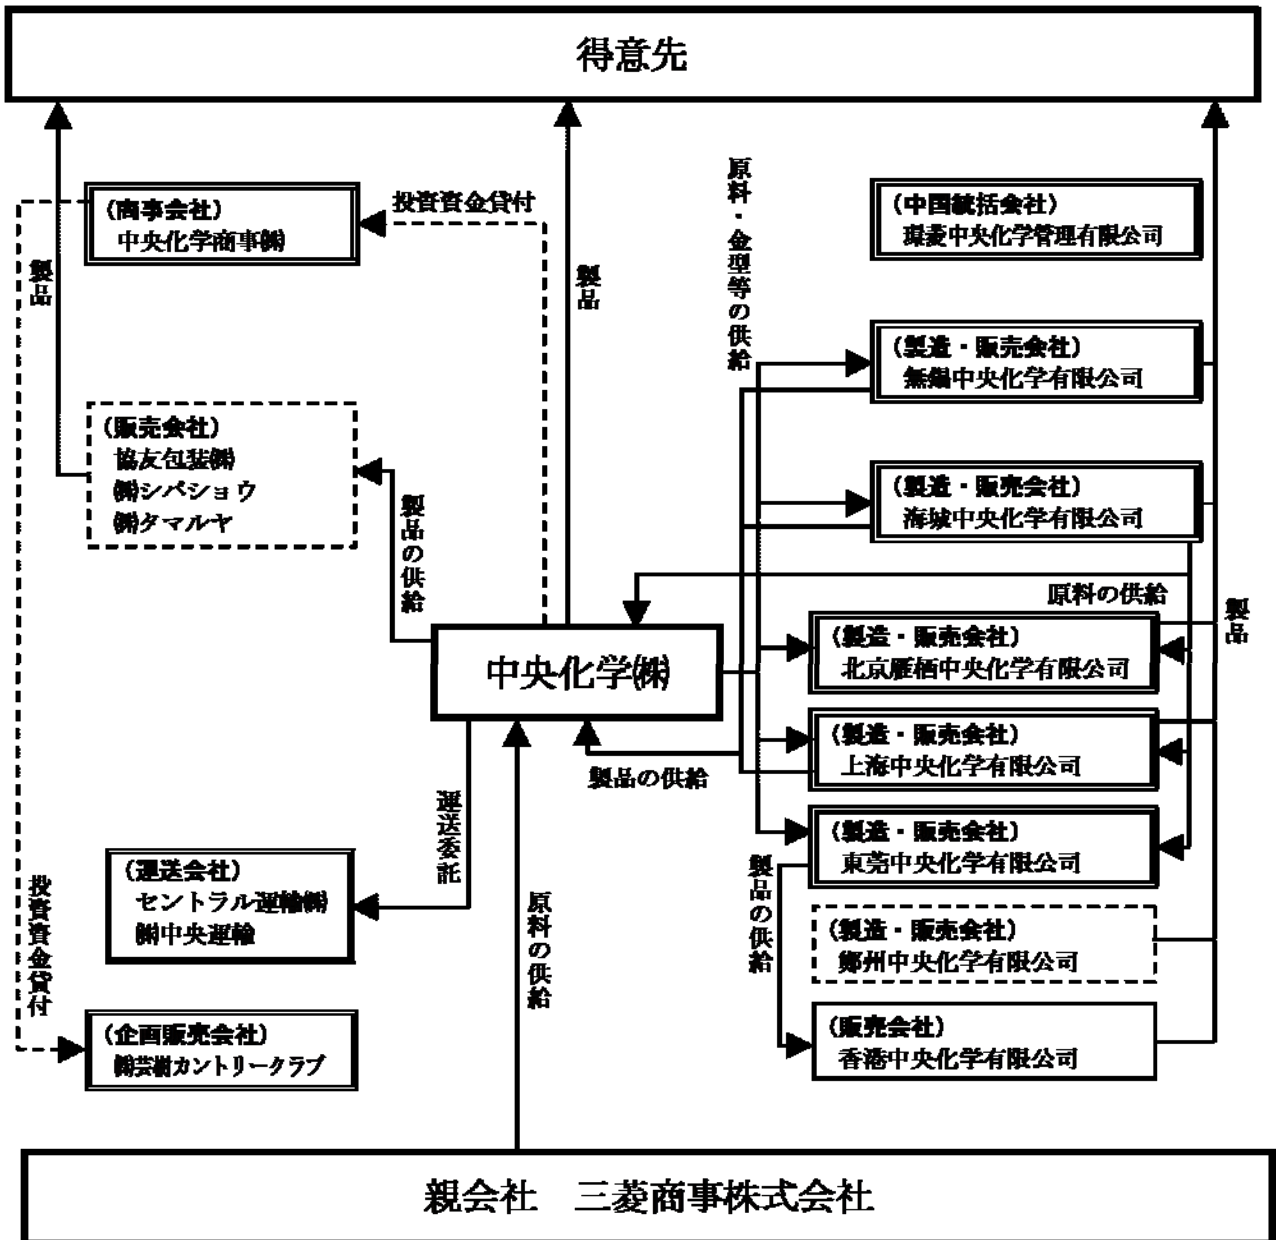 得意先
製品
(商事会社)
中央化学商事㈱
投資資金貸付
製品
原料・金型等の供給
(中国統括会社)
環菱中央化学管理有限公司
(製造・販売会社)
無錫中央化学有限公司
(販売会社)
協友包装㈱
㈱シバショウ
㈱タマルヤ
製品の供給
(製造・販売会社)
海城中央化学有限公司
原料の供給
製品
中央化学㈱
(製造・販売会社)
北京雁栖中央化学有限公司
(製造・販売会社)
上海中央化学有限公司
製品の供給
運送委託
(製造・販売会社)
東莞中央化学有限公司
製品の供給
(運送会社)
セントラル運輸㈱
㈱中央運輸
投資資金貸付
原料の供給
(製造・販売会社)
鄭州中央化学有限公司
(企画販売会社)
㈱芸樹カントリークラブ
(販売会社)
香港中央化学有限公司
親会社 三菱商事株式会社